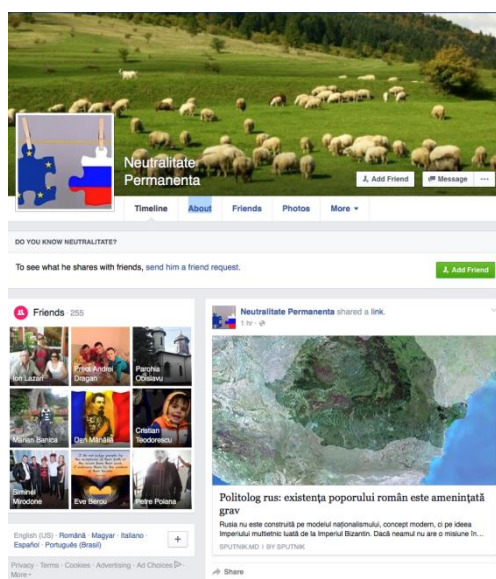 Neutralitate
Permanenta
Add Friend
Message
Timeline
About
Friends
Photos
More
DO YOU KNOW NEUTRALITATE?
To see what he shares with friends, send him a friend request.
Add Friend
Friends · 255
Ion Lazari
Preot Andrei
Dragan
Parohia
Obislavu
Marian Banica
Dan Mănăilă
Cristian
Teodorescu
Siminel
Mirodone
Eve Berou
Petre Poiana
English (US) · Română · Magyar · Italiano ·
Español · Português (Brasil)
Privacy · Terms · Cookies · Advertising · Ad Choices ·
More
Neutralitate Permanenta shared a link.
1 hr ·
Politolog rus: existența poporului român este amenințată
grav
Rusia nu este construită pe modelul naționalismului, concept modern, ci pe ideea
Imperiului multietnic luată de la Imperiul Bizantin. Dacă neamul nu are o misiune în...
SPUTNIK.MD | BY SPUTNIK
Share